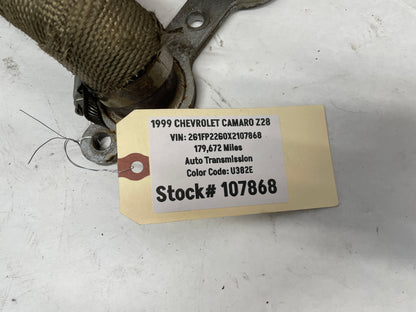 1999 CHEVROLET CAMARO Z28
VIN: 2G1FP22G0X2107868
179,672 Miles
Auto Transmission
Color Code: U382E
Stock# 107868